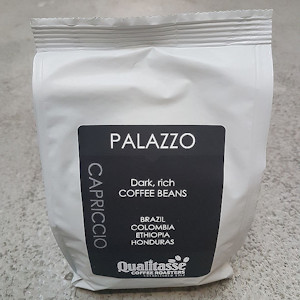 PALAZZO
CAPRICCIO
Dark, rich
COFFEE BEANS
BRAZIL
COLOMBIA
ETHIOPIA
HONDURAS
Qualitasse
COFFEE ROASTERS